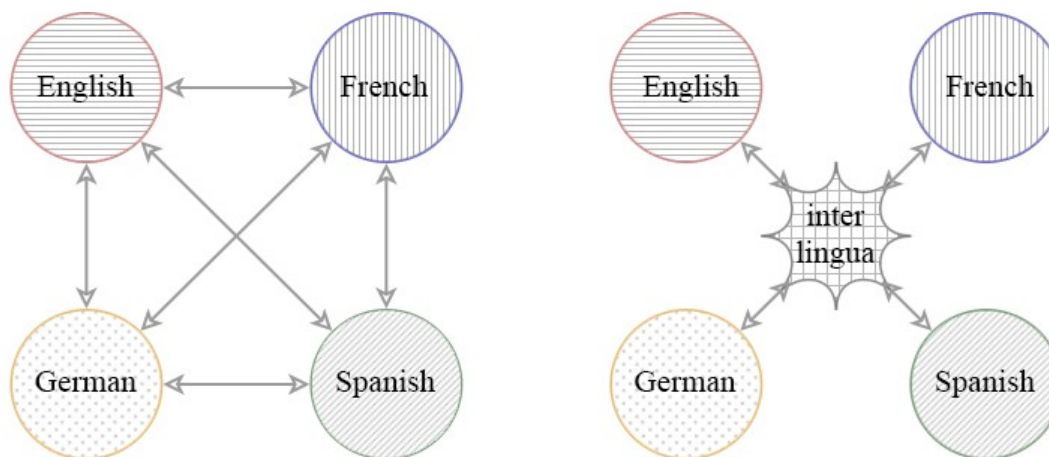 English
French
German
Spanish
English
French
inter
lingua
German
Spanish